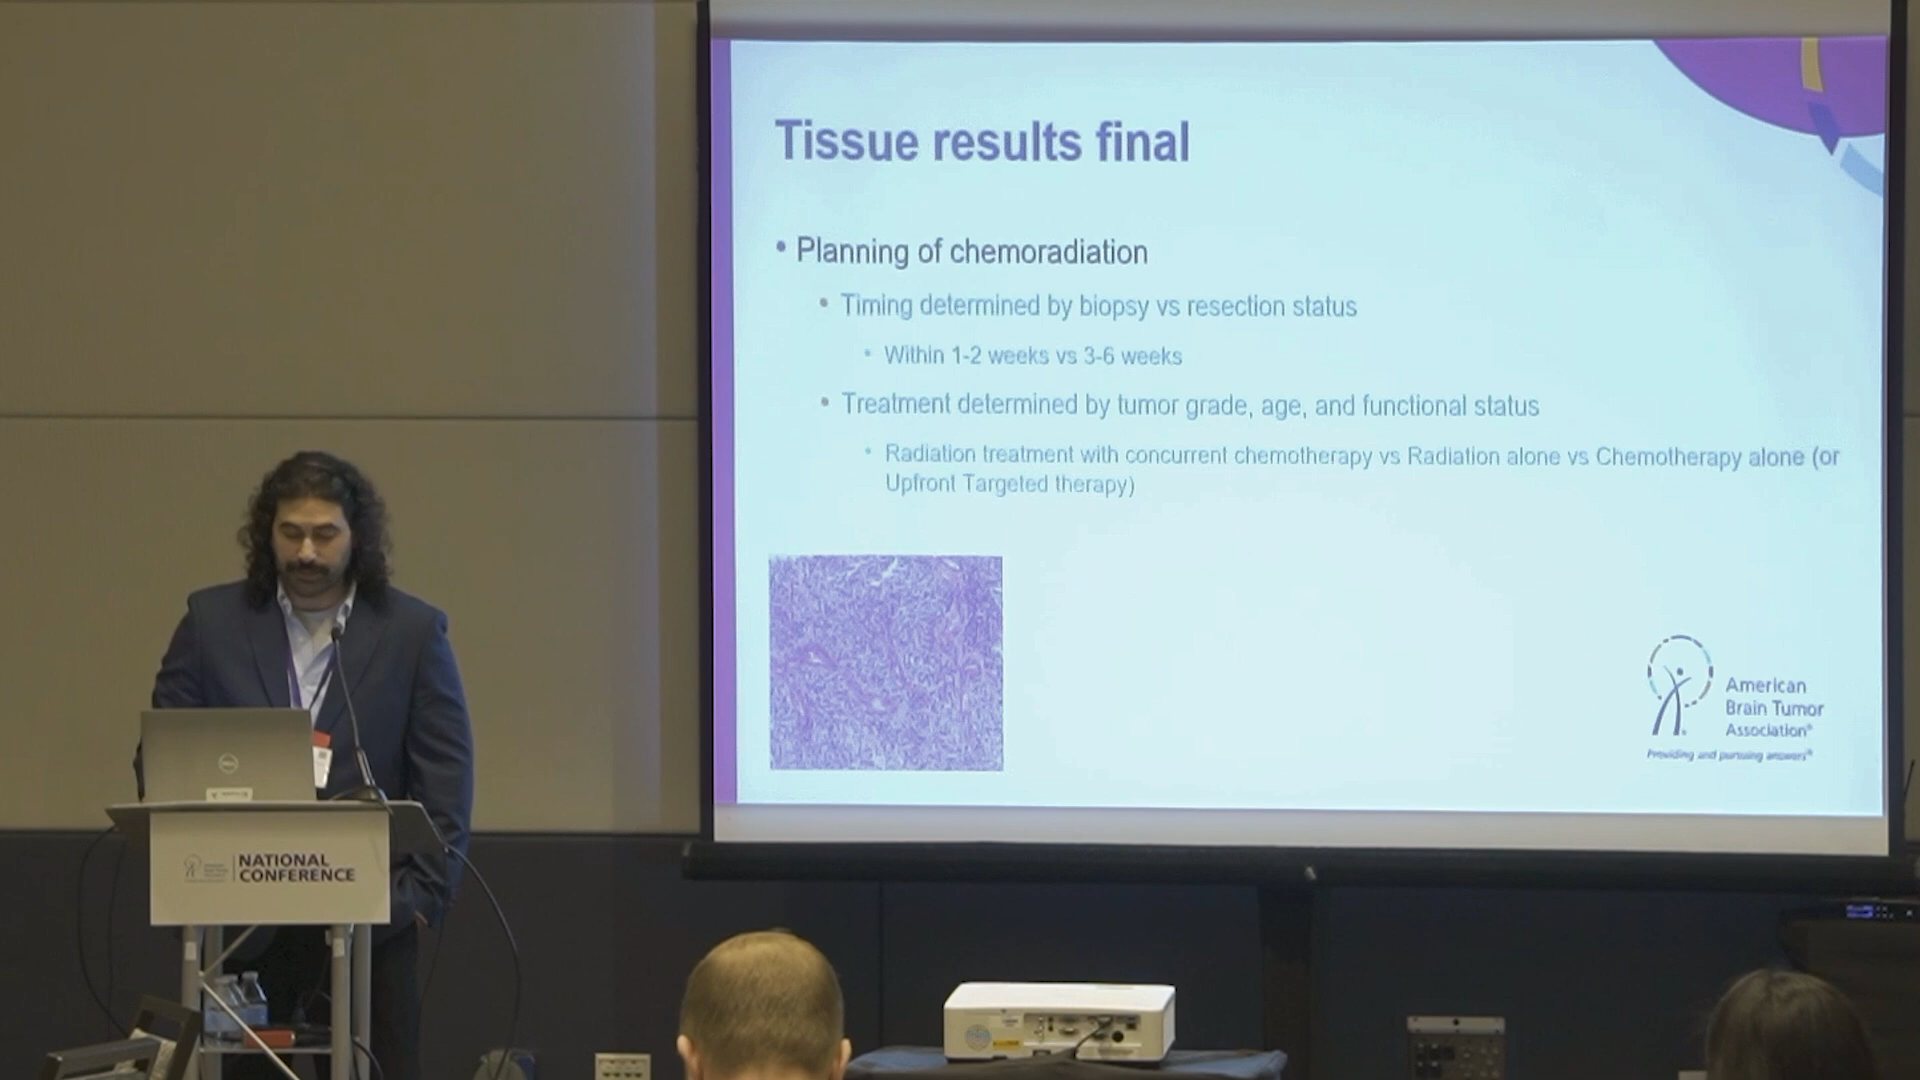 Tissue results final
• Planning of chemoradiation
• Timing determined by biopsy vs resection status
• Within 1-2 weeks vs 3-6 weeks
• Treatment determined by tumor grade, age, and functional status
• Radiation treatment with concurrent chemotherapy vs Radiation alone vs Chemotherapy alone (or
Upfront Targeted therapy)
American
Brain Tumor
Association®
Providing and pursuing answers®
DELL
NATIONAL
CONFERENCE